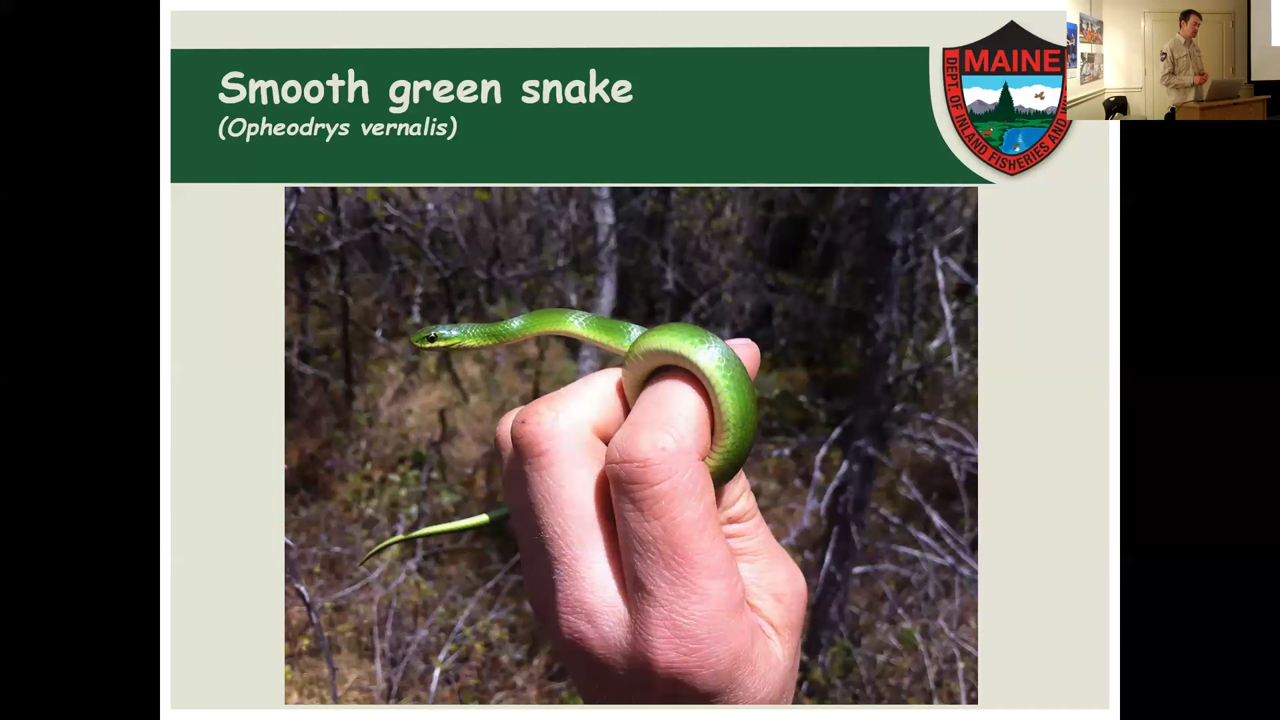 Smooth green snake
(Opheodrys vernalis)
MAINE
DEPT. OF INLAND FISHERIES AND